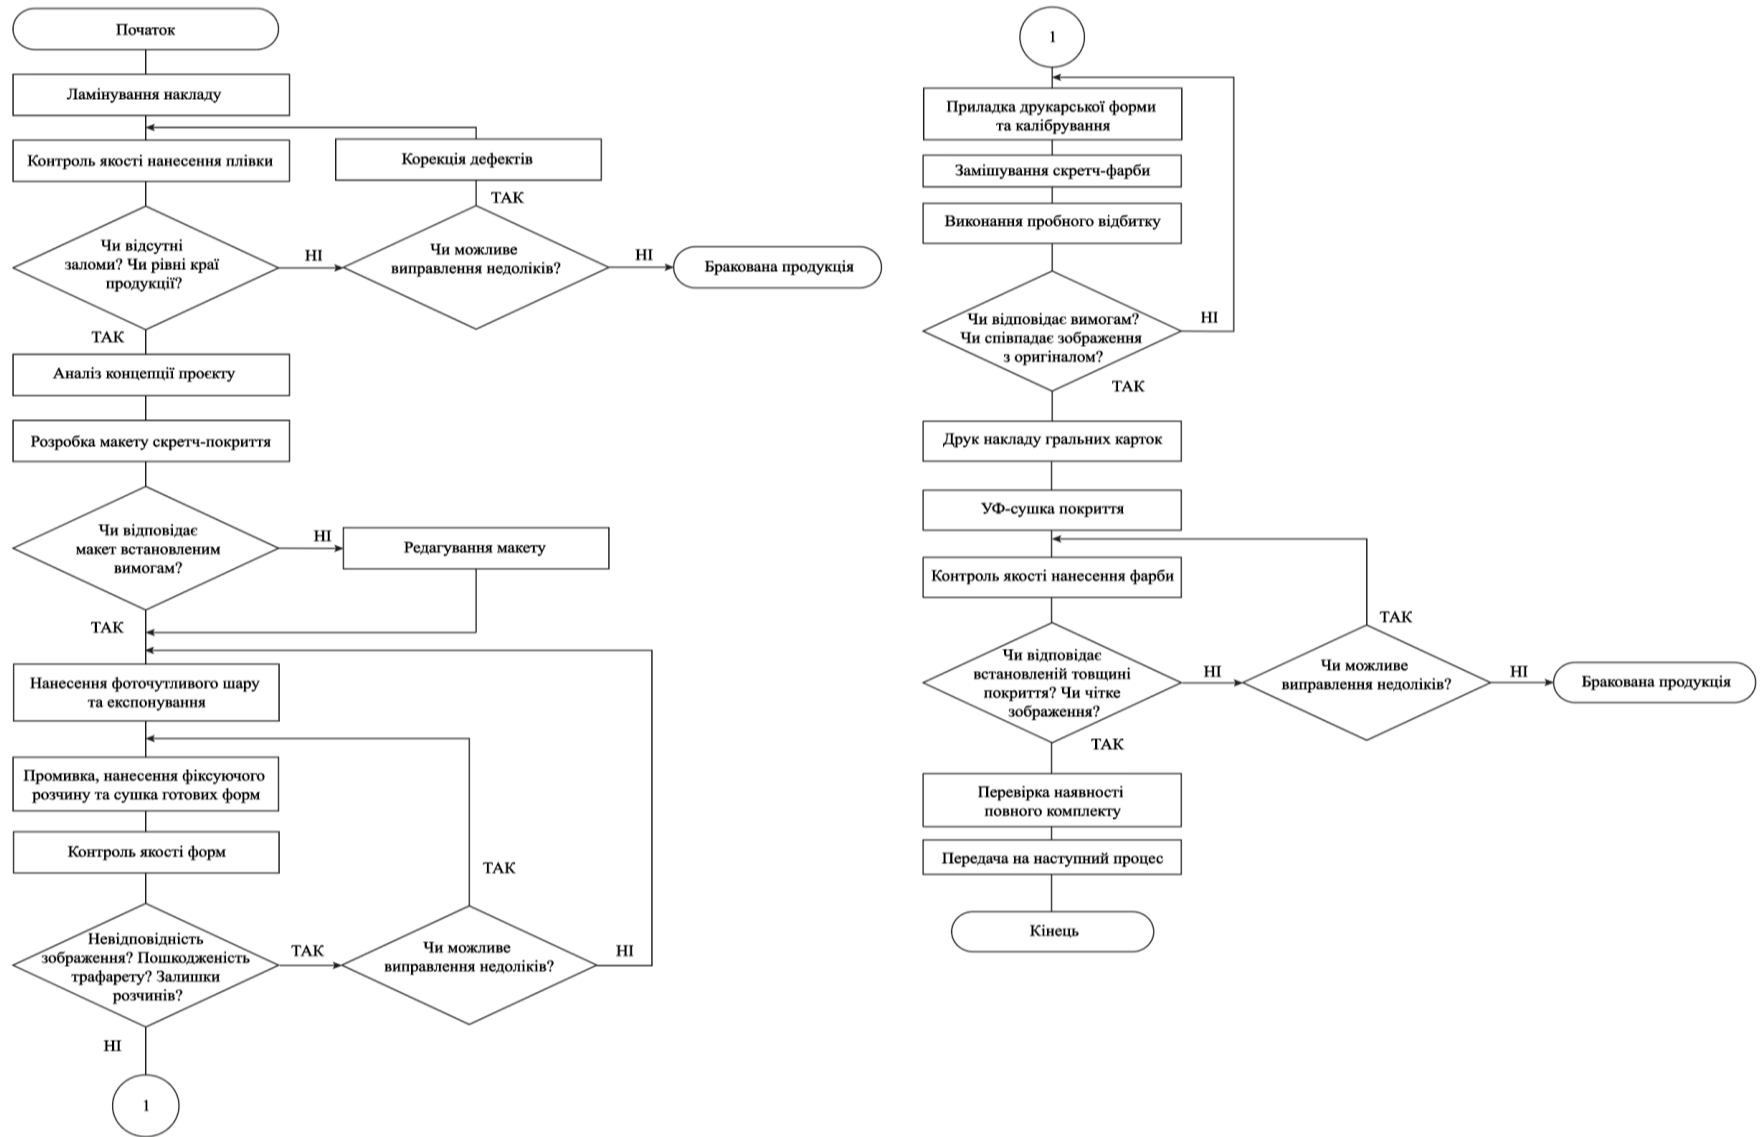 Початок
Ламінування накладу
Контроль якості нанесення плівки
Корекція дефектів
ТАК
Чи відсутні
заломи? Чи рівні краї
продукції?
НІ
Чи можливе
виправлення недоліків?
НІ
Бракована продукція
ТАК
Аналіз концепції проєкту
Розробка макету скретч-покриття
Чи відповідає
макет встановленим
вимогам?
НІ
Редагування макету
ТАК
Нанесення фоточутливого шару
та експонування
Промивка, нанесення фіксуючого
розчину та сушка готових форм
Контроль якості форм
ТАК
Невідповідність
зображення? Пошкодженість
трафарету? Залишки
розчинів?
ТАК
Чи можливе
виправлення недоліків?
НІ
НІ
1
1
Приладка друкарської форми
та калібрування
Замішування скретч-фарби
Виконання пробного відбитку
Чи відповідає вимогам?
Чи співпадає зображення
з оригіналом?
НІ
ТАК
Друк накладу гральних карток
УФ-сушка покриття
Контроль якості нанесення фарби
ТАК
Чи відповідає
встановленій товщині
покриття? Чи чітке
зображення?
НІ
Чи можливе
виправлення недоліків?
НІ
Бракована продукція
ТАК
Перевірка наявності
повного комплекту
Передача на наступний процес
Кінець